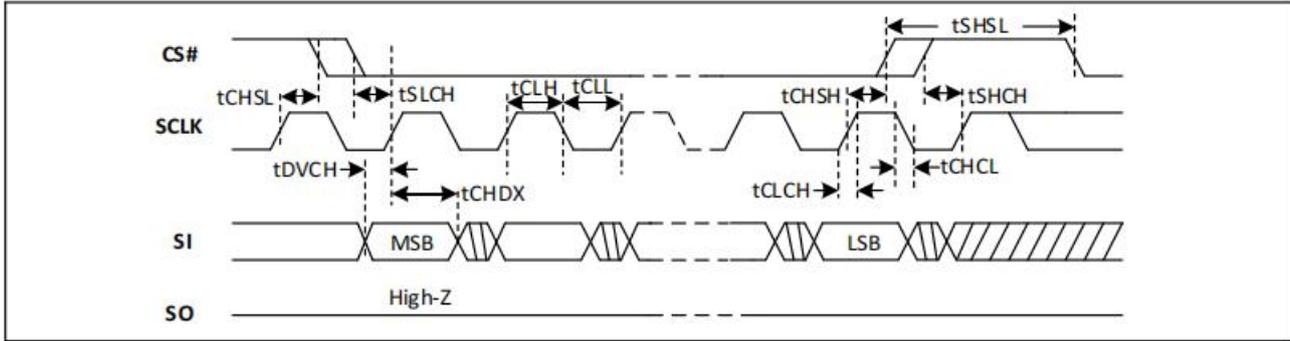 tSHSL
CS#
tCHSL
tSLCH
tCLH
tCLL
tCHSH
tSHCH
SCLK
tDVCH
tCHDX
tCLCH
tCHCL
SI
MSB
LSB
High-Z
SO